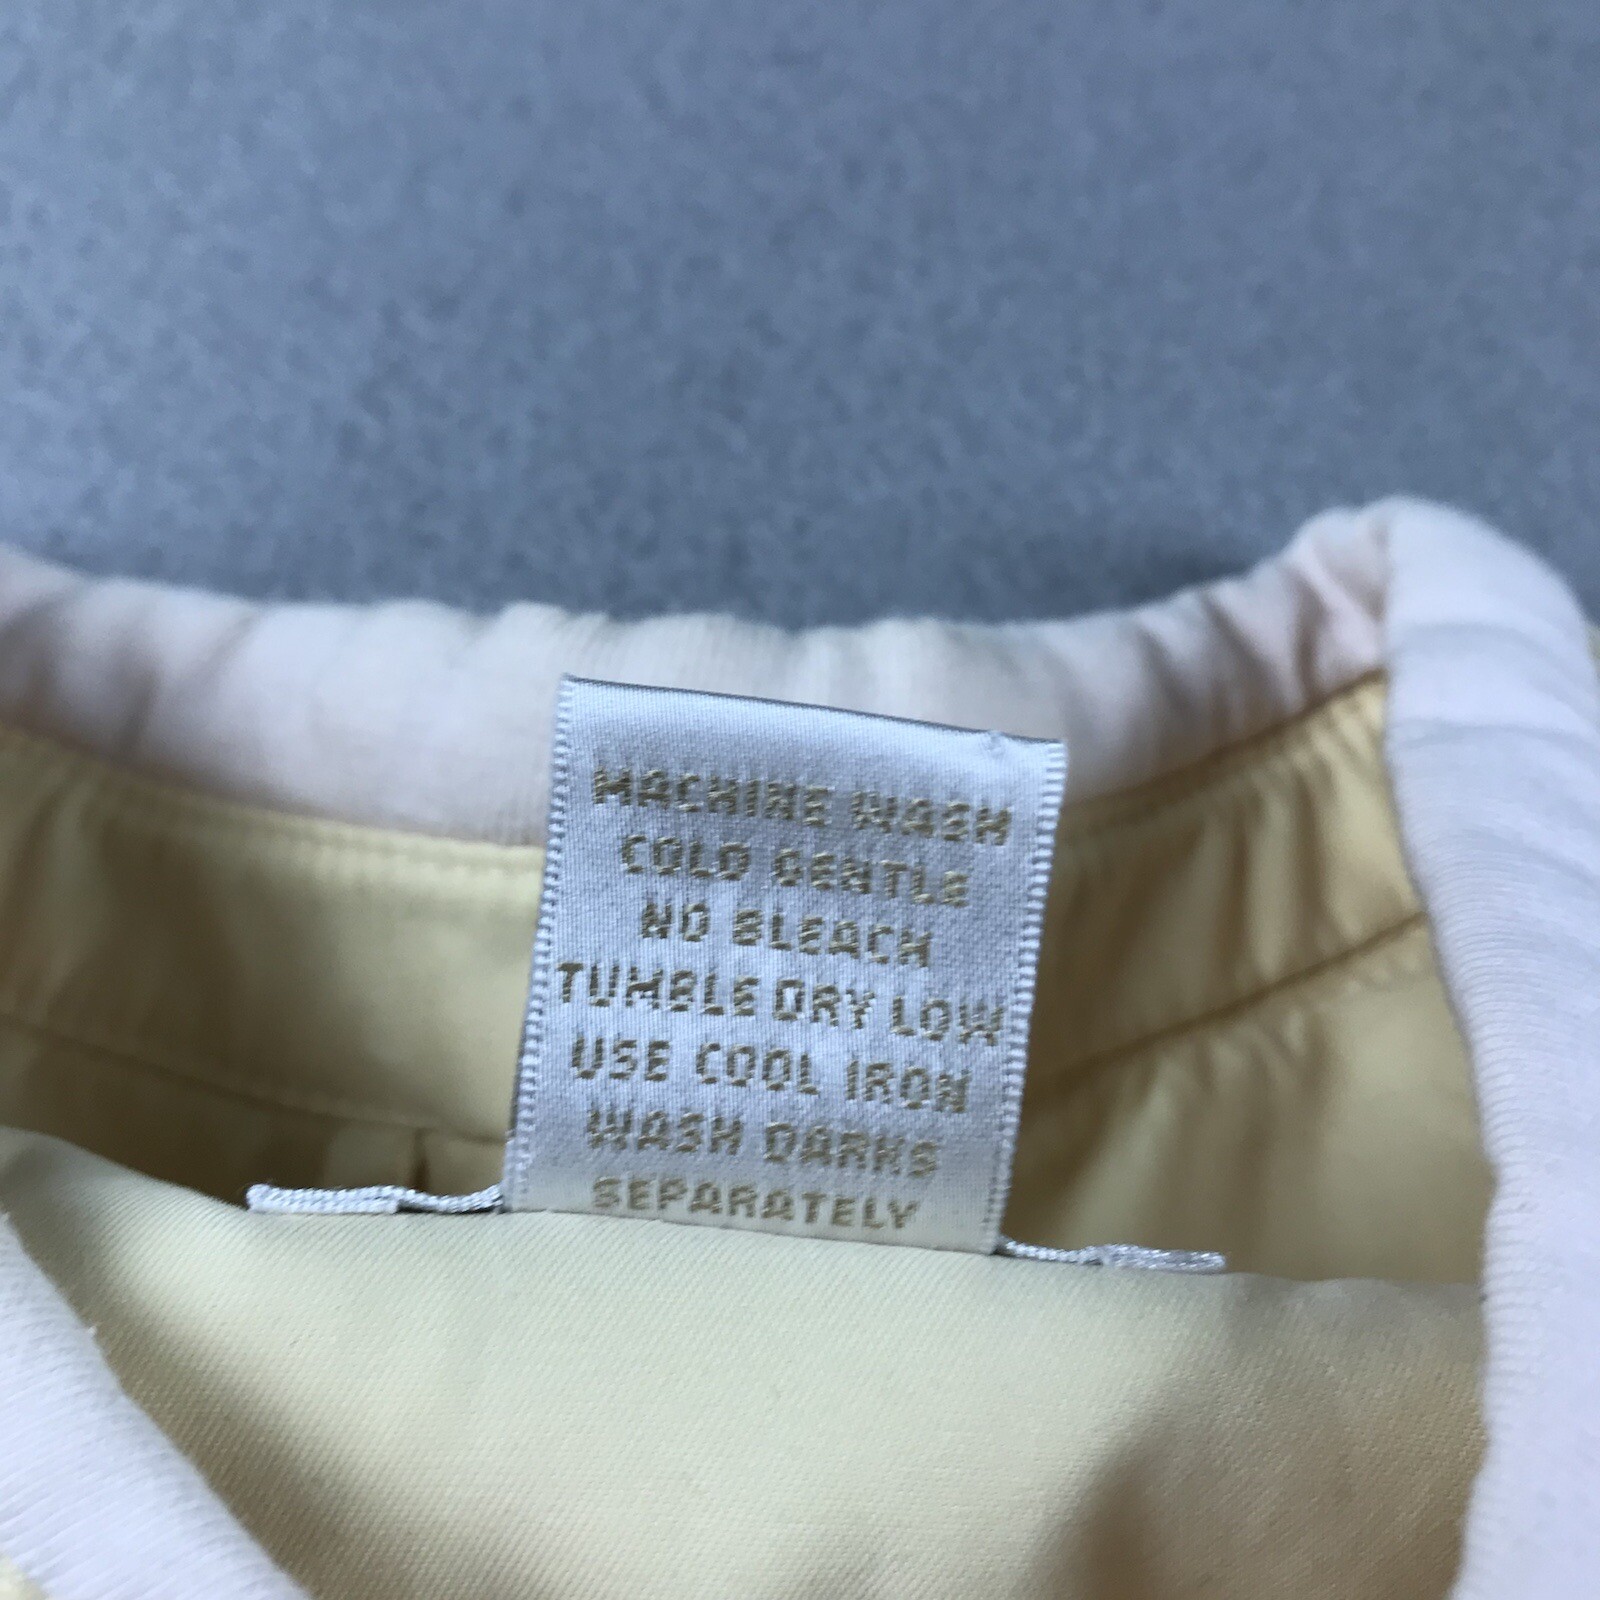 MACHINE WASH
COLD GENTLE
NO BLEACH
TUMBLE DRY LOW
USE COOL IRON
WASH DARKS
SEPARATELY